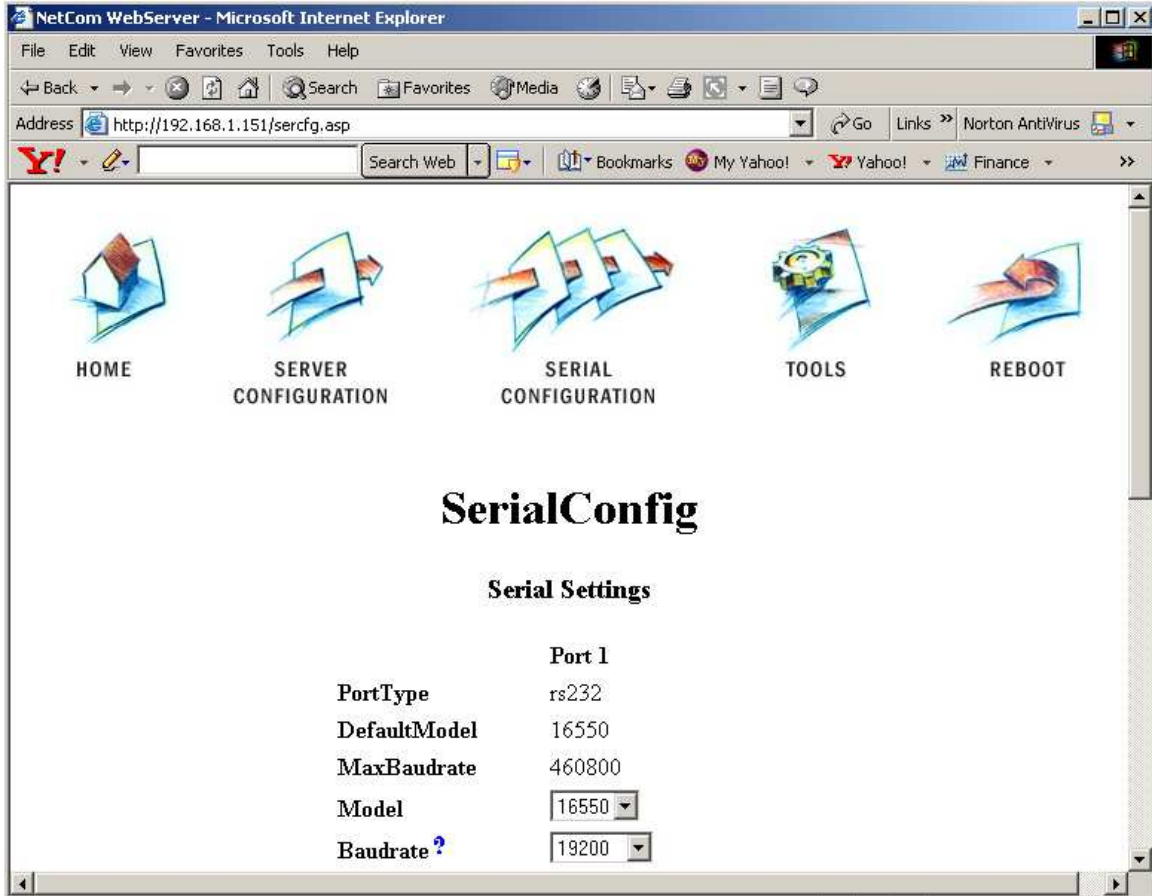 NetCom WebServer - Microsoft Internet Explorer
File Edit View Favorites Tools Help
Back Search Favorites Media
Address http://192.168.1.151/sercfg.asp Go Links » Norton AntiVirus
Y! Search Web Bookmarks My Yahoo! Y! Yahoo! Finance »
HOME
SERVER CONFIGURATION
SERIAL CONFIGURATION
TOOLS
REBOOT
SerialConfig
Serial Settings
Port 1
PortType rs232
DefaultModel 16550
MaxBaudrate 460800
Model 16550
Baudrate ? 19200